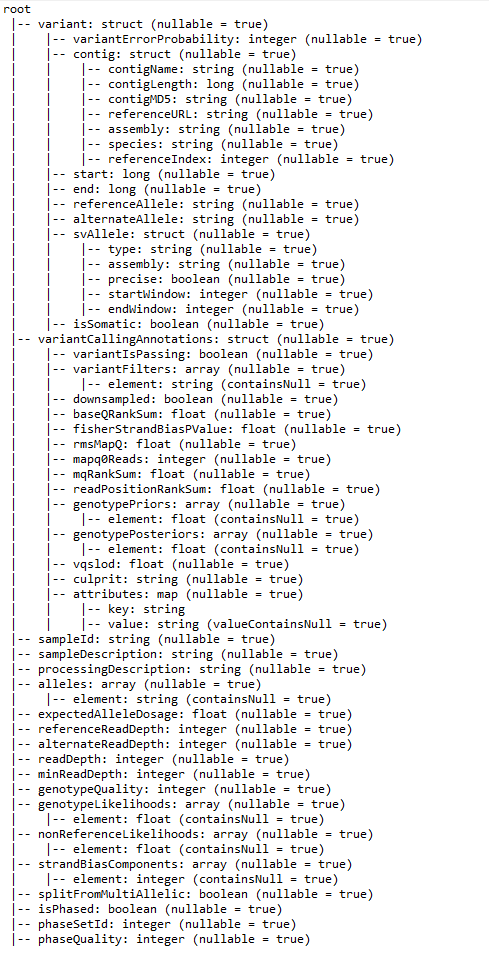 root
 |-- variant: struct (nullable = true)
 |    |-- variantErrorProbability: integer (nullable = true)
 |    |-- contig: struct (nullable = true)
 |    |    |-- contigName: string (nullable = true)
 |    |    |-- contigLength: long (nullable = true)
 |    |    |-- contigMD5: string (nullable = true)
 |    |    |-- referenceURL: string (nullable = true)
 |    |    |-- assembly: string (nullable = true)
 |    |    |-- species: string (nullable = true)
 |    |    |-- referenceIndex: integer (nullable = true)
 |    |-- start: long (nullable = true)
 |    |-- end: long (nullable = true)
 |    |-- referenceAllele: string (nullable = true)
 |    |-- alternateAllele: string (nullable = true)
 |    |-- svAllele: struct (nullable = true)
 |    |    |-- type: string (nullable = true)
 |    |    |-- assembly: string (nullable = true)
 |    |    |-- precise: boolean (nullable = true)
 |    |    |-- startWindow: integer (nullable = true)
 |    |    |-- endWindow: integer (nullable = true)
 |    |-- isSomatic: boolean (nullable = true)
 |-- variantCallingAnnotations: struct (nullable = true)
 |    |-- variantIsPassing: boolean (nullable = true)
 |    |-- variantFilters: array (nullable = true)
 |    |    |-- element: string (containsNull = true)
 |    |-- downsampled: boolean (nullable = true)
 |    |-- baseQRankSum: float (nullable = true)
 |    |-- fisherStrandBiasPValue: float (nullable = true)
 |    |-- rmsMapQ: float (nullable = true)
 |    |-- mapq0Reads: integer (nullable = true)
 |    |-- mqRankSum: float (nullable = true)
 |    |-- readPositionRankSum: float (nullable = true)
 |    |-- genotypePriors: array (nullable = true)
 |    |    |-- element: float (containsNull = true)
 |    |-- genotypePosteriors: array (nullable = true)
 |    |    |-- element: float (containsNull = true)
 |    |-- vqslod: float (nullable = true)
 |    |-- culprit: string (nullable = true)
 |    |-- attributes: map (nullable = true)
 |    |    |-- key: string
 |    |    |-- value: string (valueContainsNull = true)
 |-- sampleId: string (nullable = true)
 |-- sampleDescription: string (nullable = true)
 |-- processingDescription: string (nullable = true)
 |-- alleles: array (nullable = true)
 |    |-- element: string (containsNull = true)
 |-- expectedAlleleDosage: float (nullable = true)
 |-- referenceReadDepth: integer (nullable = true)
 |-- alternateReadDepth: integer (nullable = true)
 |-- readDepth: integer (nullable = true)
 |-- minReadDepth: integer (nullable = true)
 |-- genotypeQuality: integer (nullable = true)
 |-- genotypeLikelihoods: array (nullable = true)
 |    |-- element: float (containsNull = true)
 |-- nonReferenceLikelihoods: array (nullable = true)
 |    |-- element: float (containsNull = true)
 |-- strandBiasComponents: array (nullable = true)
 |    |-- element: integer (containsNull = true)
 |-- splitFromMultiAllelic: boolean (nullable = true)
 |-- isPhased: boolean (nullable = true)
 |-- phaseSetId: integer (nullable = true)
 |-- phaseQuality: integer (nullable = true)